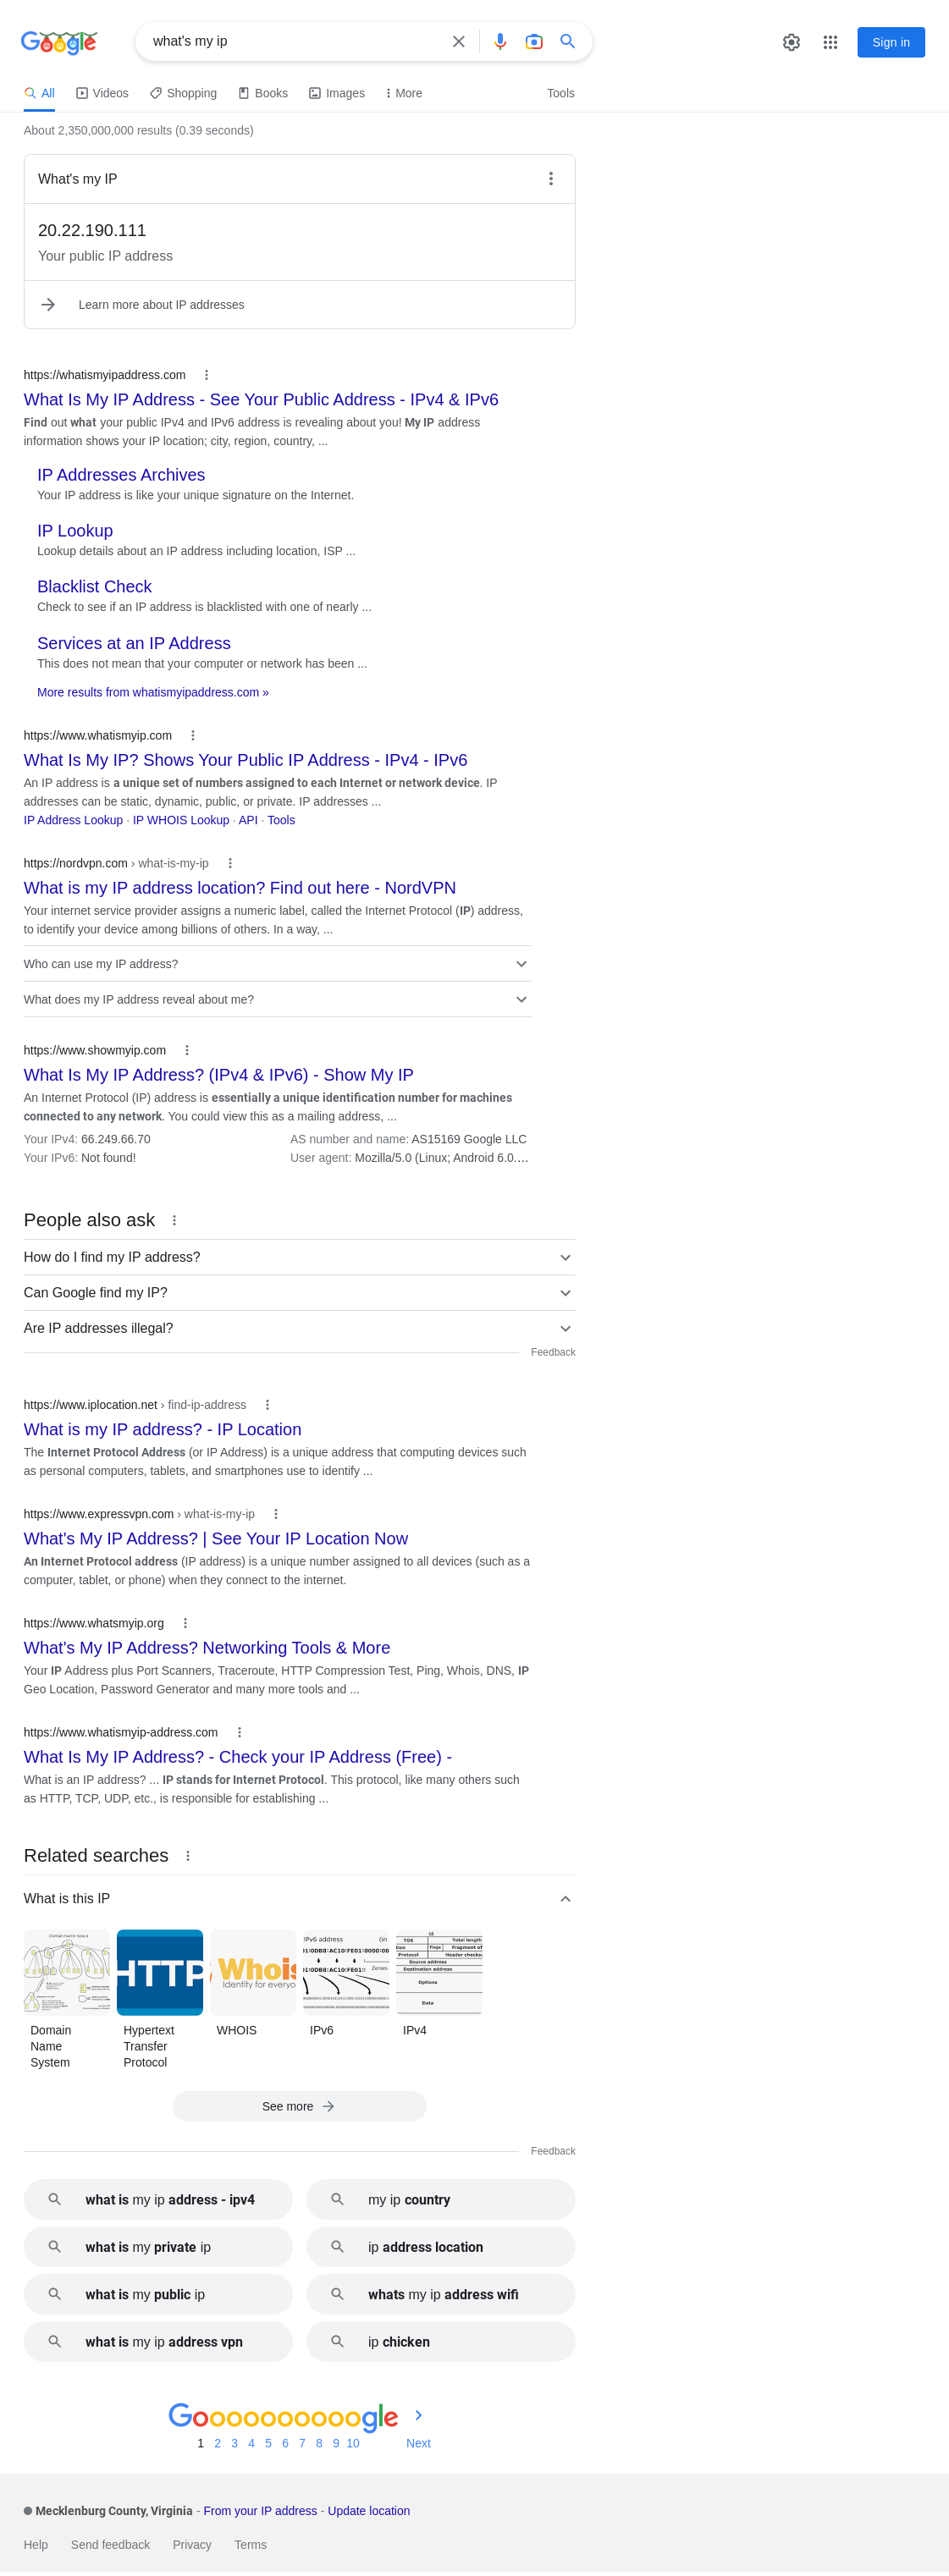 Google
what's my ip
Sign in
All
Videos
Shopping
Books
Images
More
Tools
About 2,350,000,000 results (0.39 seconds)
What's my IP
20.22.190.111
Your public IP address
Learn more about IP addresses
https://whatismyipaddress.com
What Is My IP Address - See Your Public Address - IPv4 & IPv6
Find out what your public IPv4 and IPv6 address is revealing about you! My IP address
information shows your IP location; city, region, country, ...
IP Addresses Archives
Your IP address is like your unique signature on the Internet.
IP Lookup
Lookup details about an IP address including location, ISP ...
Blacklist Check
Check to see if an IP address is blacklisted with one of nearly ...
Services at an IP Address
This does not mean that your computer or network has been ...
More results from whatismyipaddress.com »
https://www.whatismyip.com
What Is My IP? Shows Your Public IP Address - IPv4 - IPv6
An IP address is a unique set of numbers assigned to each Internet or network device. IP
addresses can be static, dynamic, public, or private. IP addresses ...
IP Address Lookup · IP WHOIS Lookup · API · Tools
https://nordvpn.com › what-is-my-ip
What is my IP address location? Find out here - NordVPN
Your internet service provider assigns a numeric label, called the Internet Protocol (IP) address,
to identify your device among billions of others. In a way, ...
Who can use my IP address?
What does my IP address reveal about me?
https://www.showmyip.com
What Is My IP Address? (IPv4 & IPv6) - Show My IP
An Internet Protocol (IP) address is essentially a unique identification number for machines
connected to any network. You could view this as a mailing address, ...
Your IPv4: 66.249.66.70
AS number and name: AS15169 Google LLC
Your IPv6: Not found!
User agent: Mozilla/5.0 (Linux; Android 6.0....
People also ask
How do I find my IP address?
Can Google find my IP?
Are IP addresses illegal?
Feedback
https://www.iplocation.net › find-ip-address
What is my IP address? - IP Location
The Internet Protocol Address (or IP Address) is a unique address that computing devices such
as personal computers, tablets, and smartphones use to identify ...
https://www.expressvpn.com › what-is-my-ip
What's My IP Address? | See Your IP Location Now
An Internet Protocol address (IP address) is a unique number assigned to all devices (such as a
computer, tablet, or phone) when they connect to the internet.
https://www.whatsmyip.org
What's My IP Address? Networking Tools & More
Your IP Address plus Port Scanners, Traceroute, HTTP Compression Test, Ping, Whois, DNS, IP
Geo Location, Password Generator and many more tools and ...
https://www.whatismyip-address.com
What Is My IP Address? - Check your IP Address (Free) -
What is an IP address? ... IP stands for Internet Protocol. This protocol, like many others such
as HTTP, TCP, UDP, etc., is responsible for establishing ...
Related searches
What is this IP
Domain Name Space
HTTP
Whois
Identity for everyo
IPv6 address (in
Zeroes
TOS Total length
Flags Fragment of
Protocol Header checks
Source address
Destination address
Options
Data
Domain
Name
System
Hypertext
Transfer
Protocol
WHOIS
IPv6
IPv4
See more
Feedback
what is my ip address - ipv4
my ip country
what is my private ip
ip address location
what is my public ip
whats my ip address wifi
what is my ip address vpn
ip chicken
Goooooooooogle
1 2 3 4 5 6 7 8 9 10 Next
Mecklenburg County, Virginia - From your IP address - Update location
Help Send feedback Privacy Terms